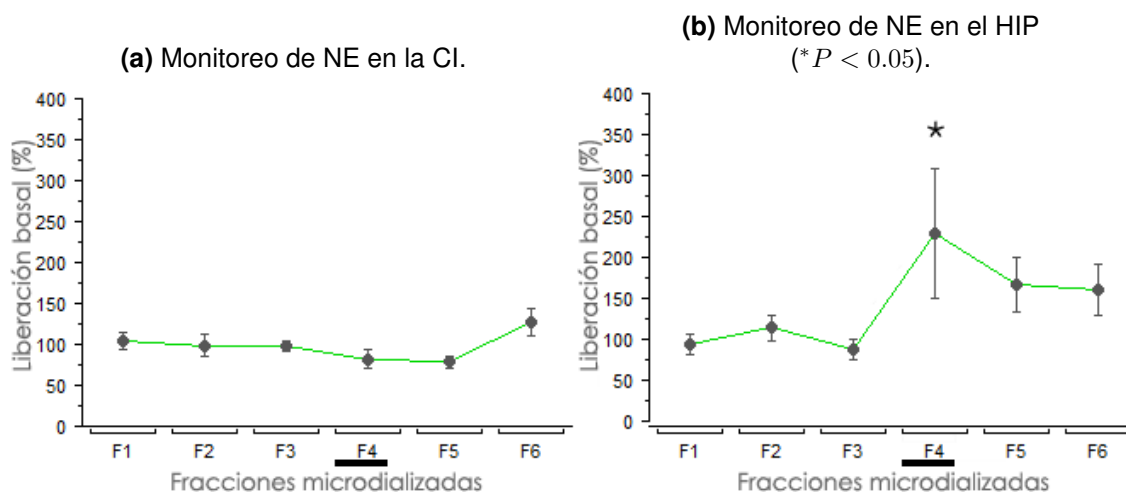 (a) Monitoreo de NE en la CI.
Liberación basal (%)
400
350
300
250
200
150
100
50
0
F1 F2 F3 F4 F5 F6
Fracciones microdializadas
(b) Monitoreo de NE en el HIP
(*P < 0.05).
Liberación basal (%)
400
350
300
250
200
150
100
50
0
★
F1 F2 F3 F4 F5 F6
Fracciones microdializadas